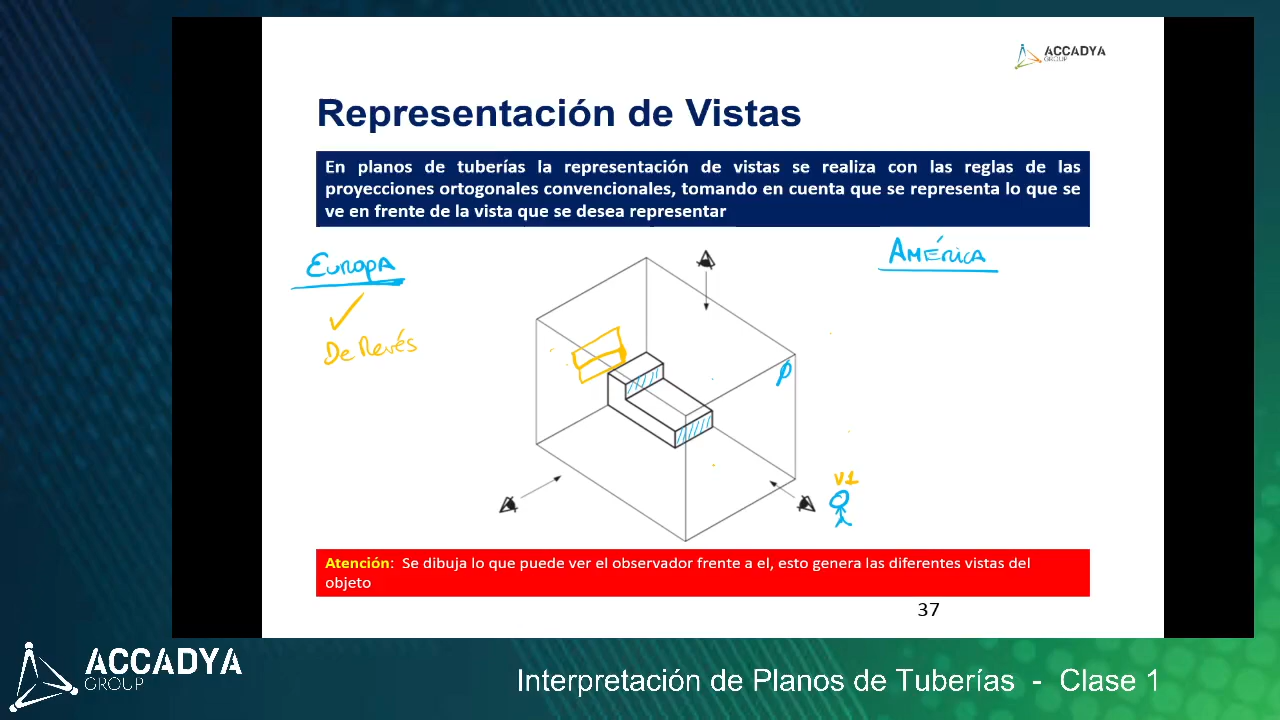 ACCADYA
GROUP
Representación de Vistas
En planos de tuberías la representación de vistas se realiza con las reglas de las
proyecciones ortogonales convencionales, tomando en cuenta que se representa lo que se
ve en frente de la vista que se desea representar
Europa
América
De Revés
V1
Atención: Se dibuja lo que puede ver el observador frente a el, esto genera las diferentes vistas del
objeto
37
ACCADYA
GROUP
Interpretación de Planos de Tuberías - Clase 1